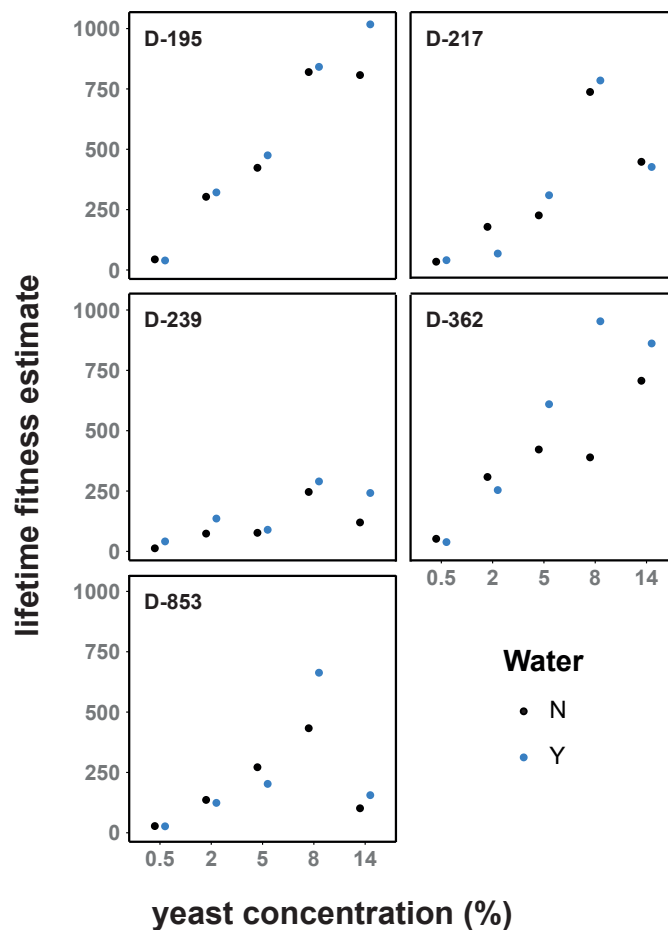 lifetime fitness estimate
D-195
1000
750
500
250
0
D-217
D-239
1000
750
500
250
0
D-362
0.5 2 5 8 14
D-853
1000
750
500
250
0
0.5 2 5 8 14
Water
N
Y
yeast concentration (%)